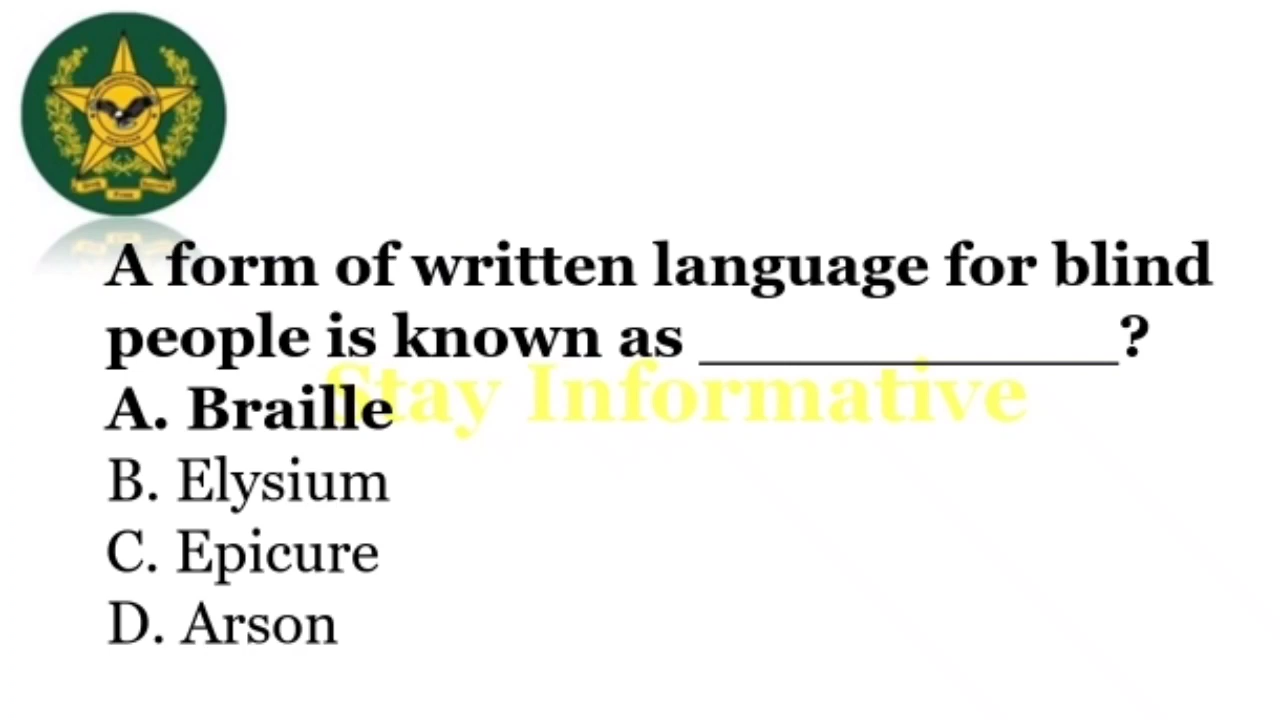 A form of written language for blind
people is known as ______________?
Stay Informative
A. Braille
B. Elysium
C. Epicure
D. Arson